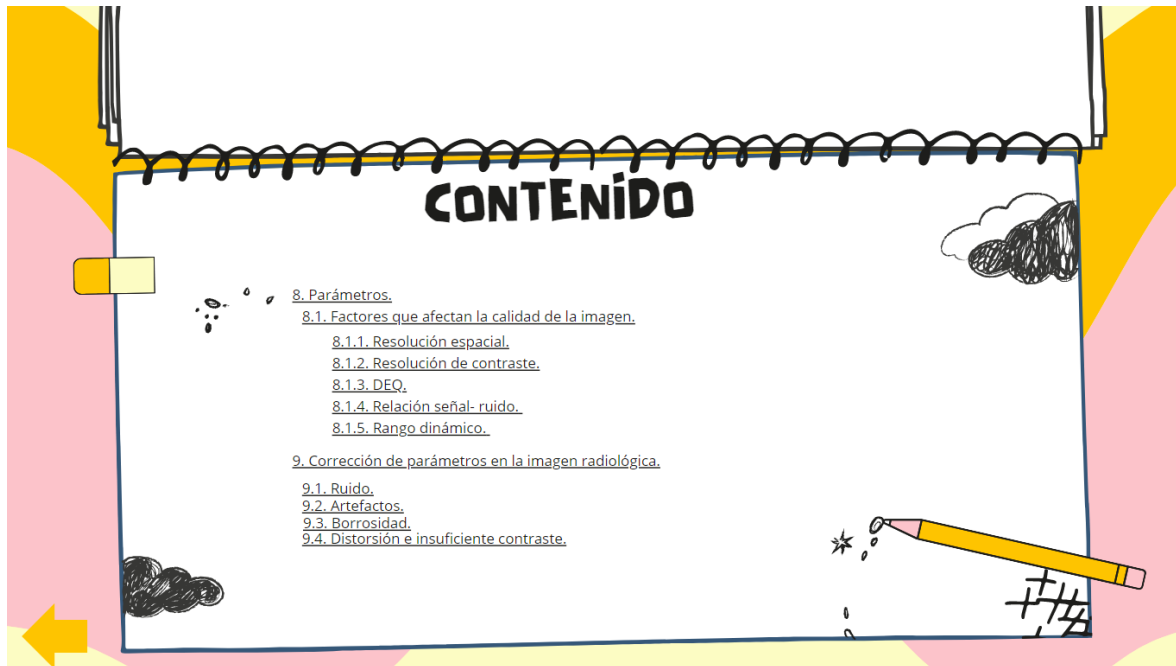 CONTENiDO
8. Parámetros.
8.1. Factores que afectan la calidad de la imagen.
8.1.1. Resolución espacial.
8.1.2. Resolución de contraste.
8.1.3. DEQ.
8.1.4. Relación señal- ruido.
8.1.5. Rango dinámico.
9. Corrección de parámetros en la imagen radiológica.
9.1. Ruido.
9.2. Artefactos.
9.3. Borrosidad.
9.4. Distorsión e insuficiente contraste.